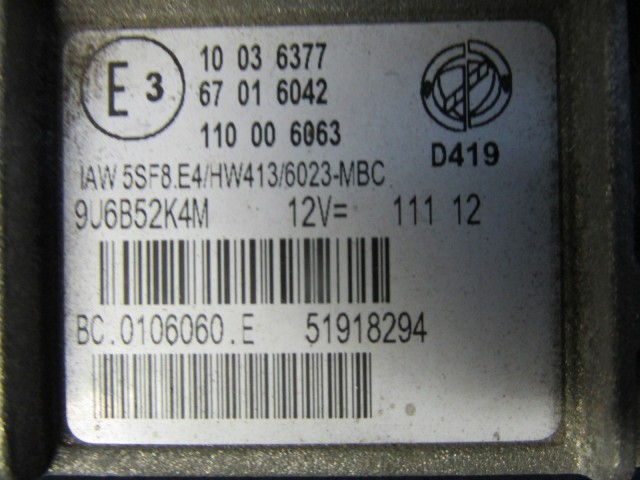 E 3
10 03 6377
67 01 6042
110 00 6063
D419
IAW 5SF8.E4/HW413/6023-MBC
9U6B52K4M 12V= 111 12
BC.0106060.E 51918294